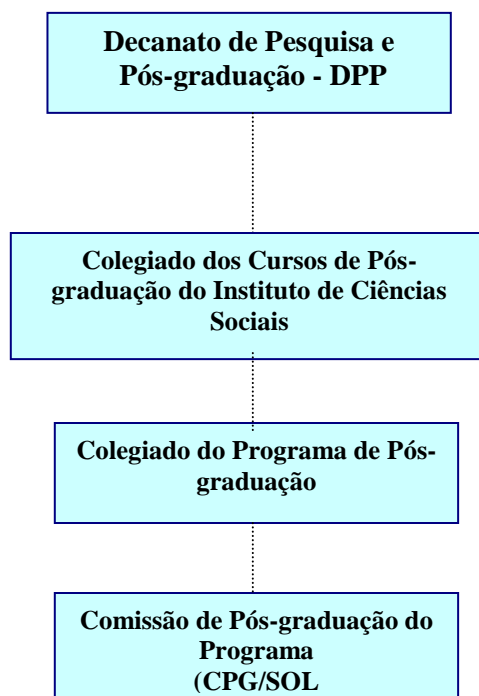 Decanato de Pesquisa e
Pós-graduação - DPP
Colegiado dos Cursos de Pós-
graduação do Instituto de Ciências
Sociais
Colegiado do Programa de Pós-
graduação
Comissão de Pós-graduação do
Programa
(CPG/SOL